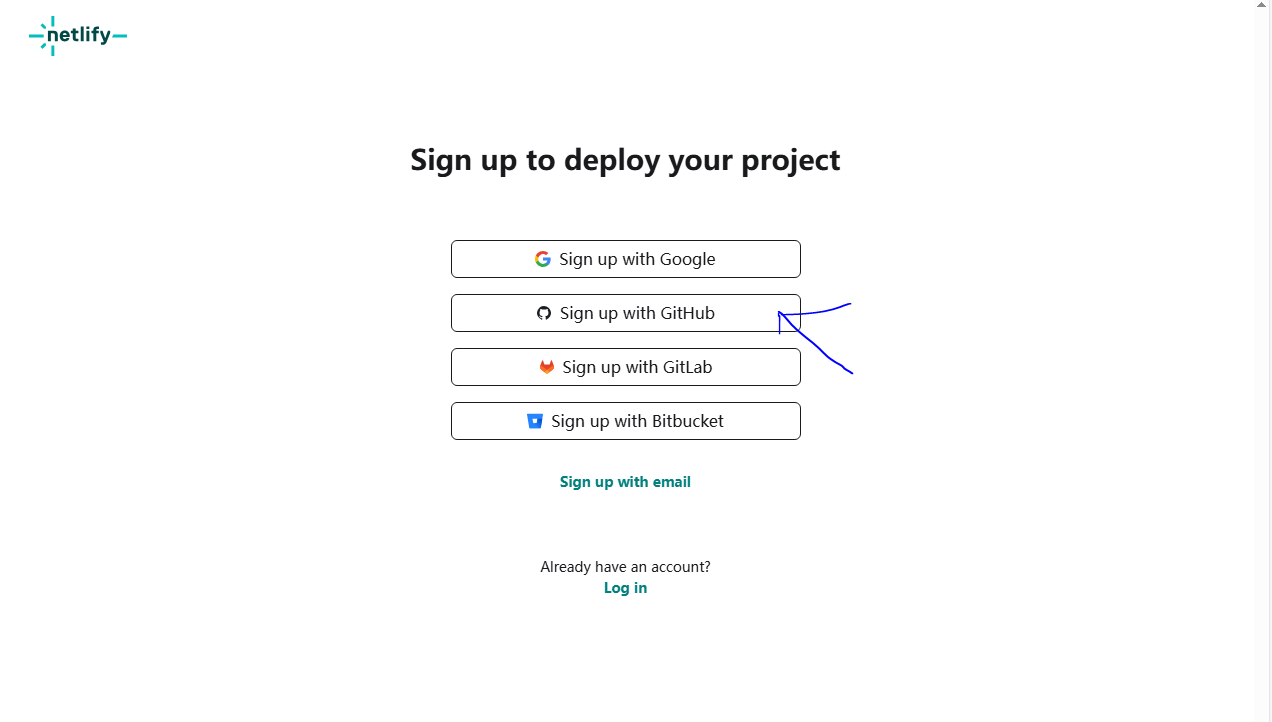 netlify
Sign up to deploy your project
Sign up with Google
Sign up with GitHub
Sign up with GitLab
Sign up with Bitbucket
Sign up with email
Already have an account?
Log in